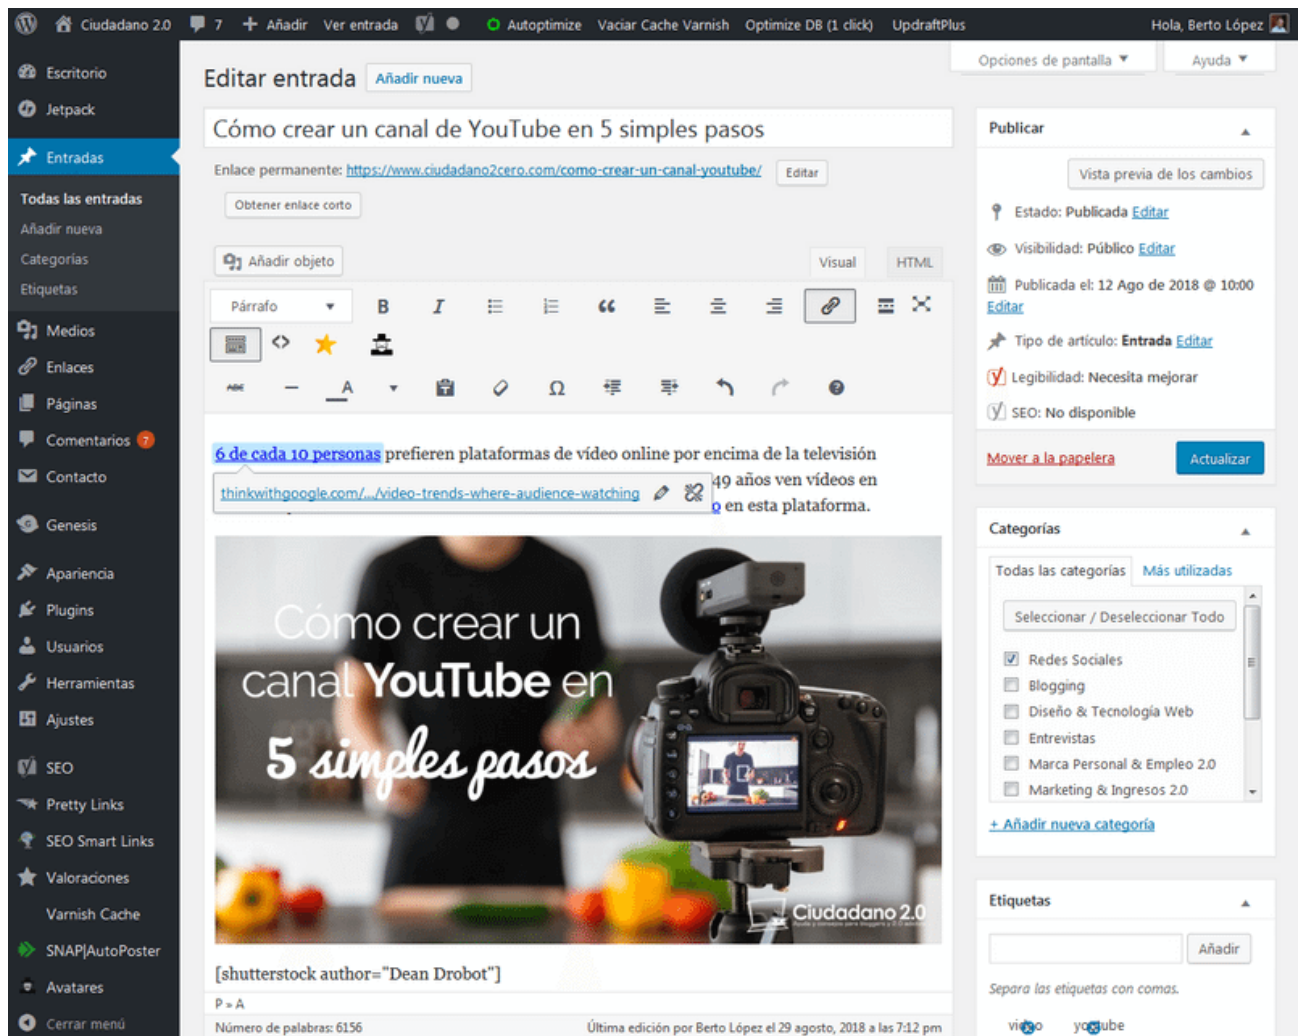 Ciudadano 2.0 7 Añadir Ver entrada Autoptimize Vaciar Cache Varnish Optimize DB (1 click) UpdraftPlus Hola, Berto López
Escritorio
Jetpack
Entradas
Todas las entradas
Añadir nueva
Categorías
Etiquetas
Medios
Enlaces
Páginas
Comentarios 7
Contacto
Genesis
Apariencia
Plugins
Usuarios
Herramientas
Ajustes
SEO
Pretty Links
SEO Smart Links
Valoraciones
Varnish Cache
SNAP|AutoPoster
Avatares
Cerrar menú
Opciones de pantalla Ayuda
Editar entrada Añadir nueva
Cómo crear un canal de YouTube en 5 simples pasos
Enlace permanente: https://www.ciudadano2cero.com/como-crear-un-canal-youtube/ Editar
Obtener enlace corto
Añadir objeto Visual HTML
Párrafo B I
ABC A Ω
6 de cada 10 personas prefieren plataformas de vídeo online por encima de la televisión
49 años ven vídeos en
thinkwithgoogle.com/.../video-trends-where-audience-watching
o en esta plataforma.
Cómo crear un
canal YouTube en
5 simples pasos
Ciudadano 2.0
[shutterstock author="Dean Drobot"]
P » A
Número de palabras: 6156 Última edición por Berto López el 29 agosto, 2018 a las 7:12 pm
Publicar
Vista previa de los cambios
Estado: Publicada Editar
Visibilidad: Público Editar
Publicada el: 12 Ago de 2018 @ 10:00
Editar
Tipo de artículo: Entrada Editar
Legibilidad: Necesita mejorar
SEO: No disponible
Mover a la papelera Actualizar
Categorías
Todas las categorías Más utilizadas
Seleccionar / Deseleccionar Todo
Redes Sociales
Blogging
Diseño & Tecnología Web
Entrevistas
Marca Personal & Empleo 2.0
Marketing & Ingresos 2.0
+ Añadir nueva categoría
Etiquetas
Añadir
Separa las etiquetas con comas.